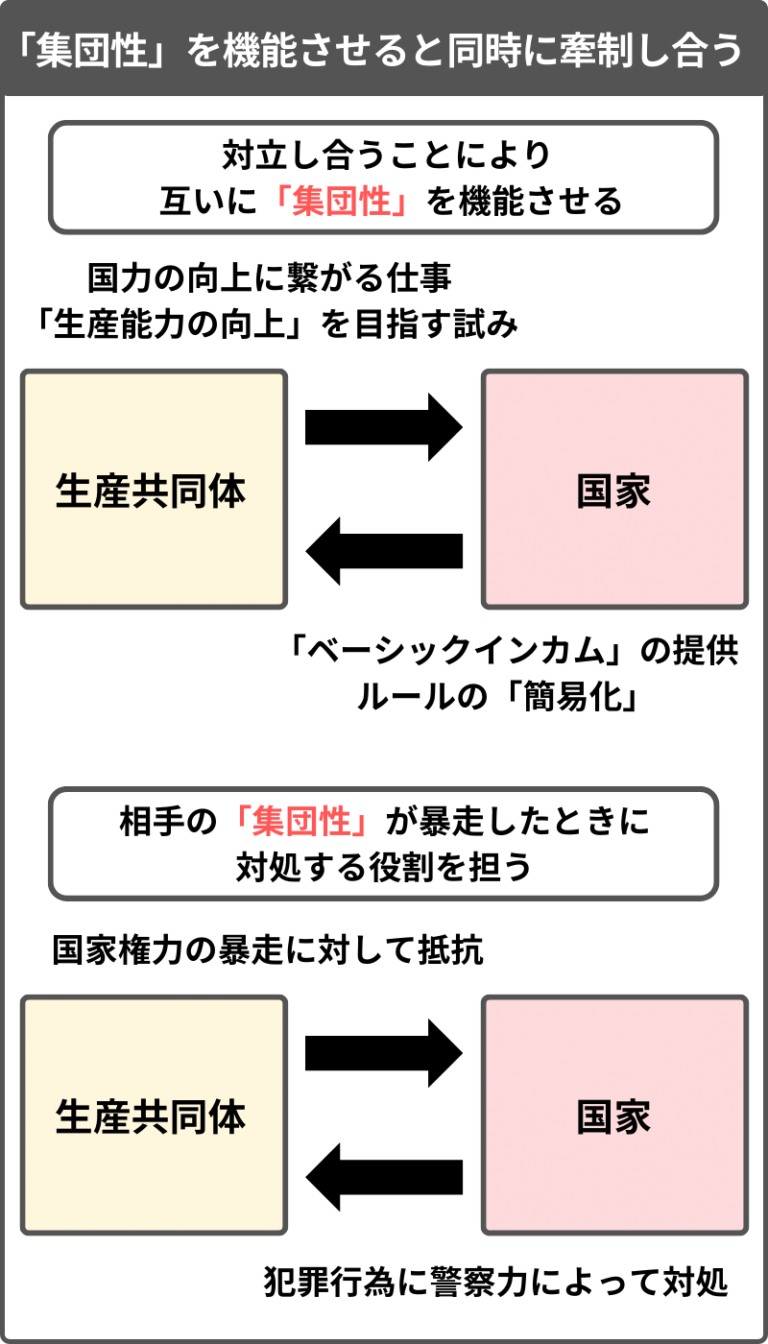 「集団性」を機能させると同時に牽制し合う
対立し合うことにより
互いに「集団性」を機能させる
国力の向上に繋がる仕事
「生産能力の向上」を目指す試み
生産共同体
国家
「ベーシックインカム」の提供
ルールの「簡易化」
相手の「集団性」が暴走したときに
対処する役割を担う
国家権力の暴走に対して抵抗
生産共同体
国家
犯罪行為に警察力によって対処